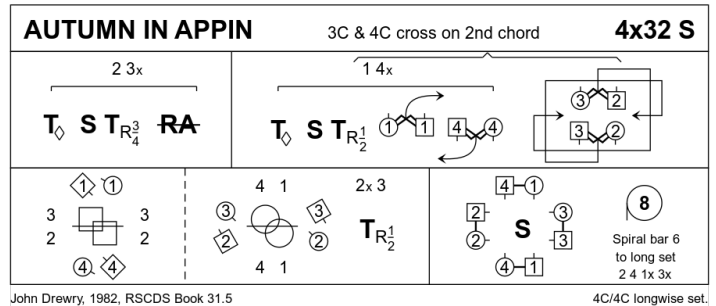 AUTUMN IN APPIN 3C & 4C cross on 2nd chord 4x32 S
2 3x
T◊ S TR¾ RA
1 4x
T◊ S TR½ 1 1 4 4
3 2
3 2
1 1
3 3
2 2
4 4
4 1
3 3
2 2
4 1
2x 3
TR½
4 1
2 3
S
2 3
4 1
8
Spiral bar 6
to long set
2 4 1x 3x
John Drewry, 1982, RSCDS Book 31.5 4C/4C longwise set.